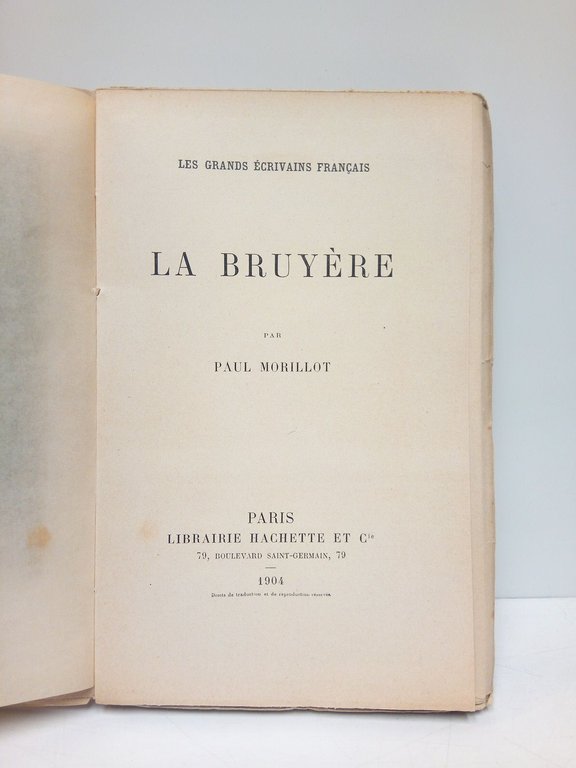 LES GRANDS ÉCRIVAINS FRANÇAIS
LA BRUYÈRE
PAR
PAUL MORILLOT
PARIS
LIBRAIRIE HACHETTE ET Cie
79, BOULEVARD SAINT-GERMAIN, 79
1904
Droits de traduction et de reproduction réservés.